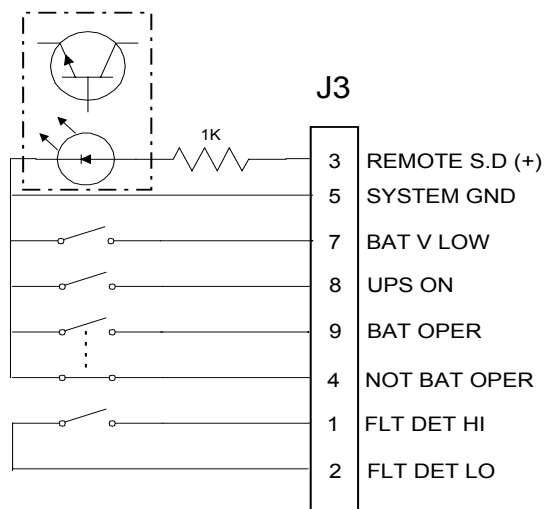 J3
1K
3 REMOTE S.D (+)
5 SYSTEM GND
7 BAT V LOW
8 UPS ON
9 BAT OPER
4 NOT BAT OPER
1 FLT DET HI
2 FLT DET LO